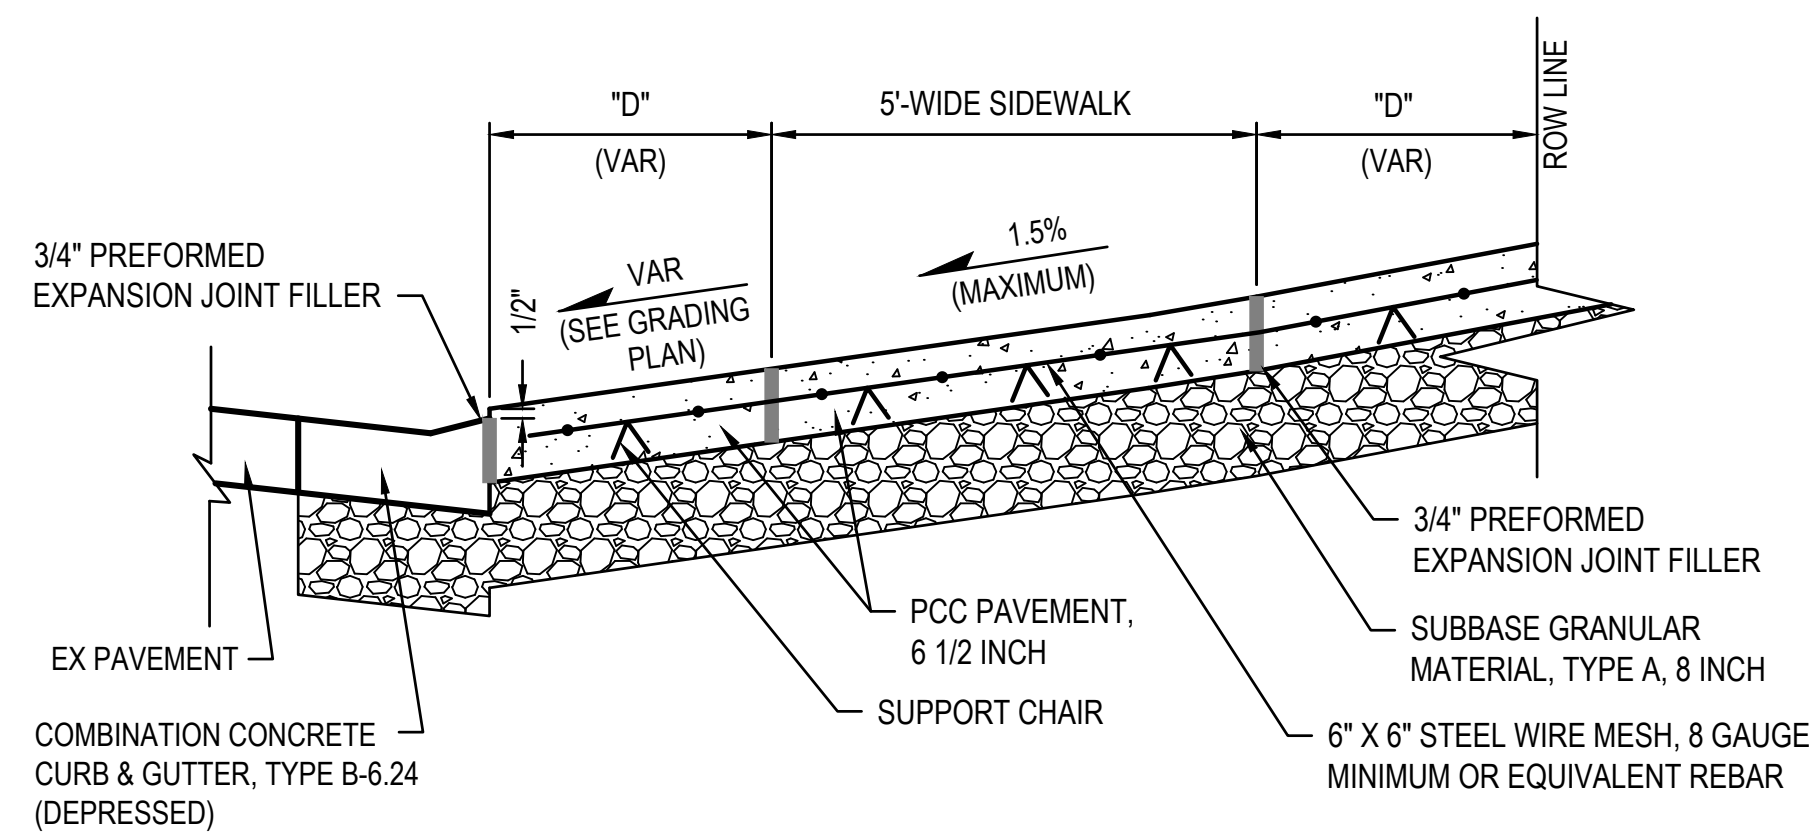 "D"
(VAR)
5'-WIDE SIDEWALK
"D"
(VAR)
ROW LINE
3/4" PREFORMED
EXPANSION JOINT FILLER
1/2"
VAR
(SEE GRADING
PLAN)
1.5%
(MAXIMUM)
EX PAVEMENT
COMBINATION CONCRETE
CURB & GUTTER, TYPE B-6.24
(DEPRESSED)
PCC PAVEMENT,
6 1/2 INCH
SUPPORT CHAIR
3/4" PREFORMED
EXPANSION JOINT FILLER
SUBBASE GRANULAR
MATERIAL, TYPE A, 8 INCH
6" X 6" STEEL WIRE MESH, 8 GAUGE
MINIMUM OR EQUIVALENT REBAR